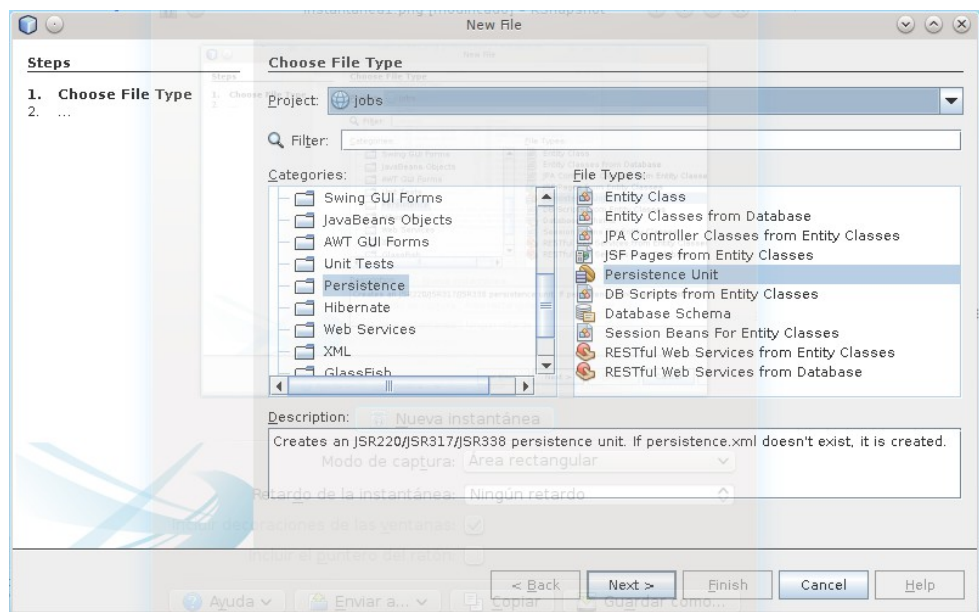 instantánea1.png [modificado] - KSnapshot
New File
Steps
Choose File Type
1. Choose File Type
2. ...
Project: jobs
Filter:
Categories:
File Types:
Swing GUI Forms
JavaBeans Objects
AWT GUI Forms
Unit Tests
Persistence
Hibernate
Web Services
XML
GlassFish
Entity Class
Entity Classes from Database
JPA Controller Classes from Entity Classes
JSF Pages from Entity Classes
Persistence Unit
DB Scripts from Entity Classes
Database Schema
Session Beans For Entity Classes
RESTful Web Services from Entity Classes
RESTful Web Services from Database
Description:
Nueva instantánea
Creates an JSR220/JSR317/JSR338 persistence unit. If persistence.xml doesn't exist, it is created.
Modo de captura: Área rectangular
Retardo de la instantánea: Ningún retardo
Incluir decoraciones de las ventanas:
Incluir el puntero del ratón:
< Back Next > Finish Cancel Help
Ayuda Enviar a... Copiar Guardar como...